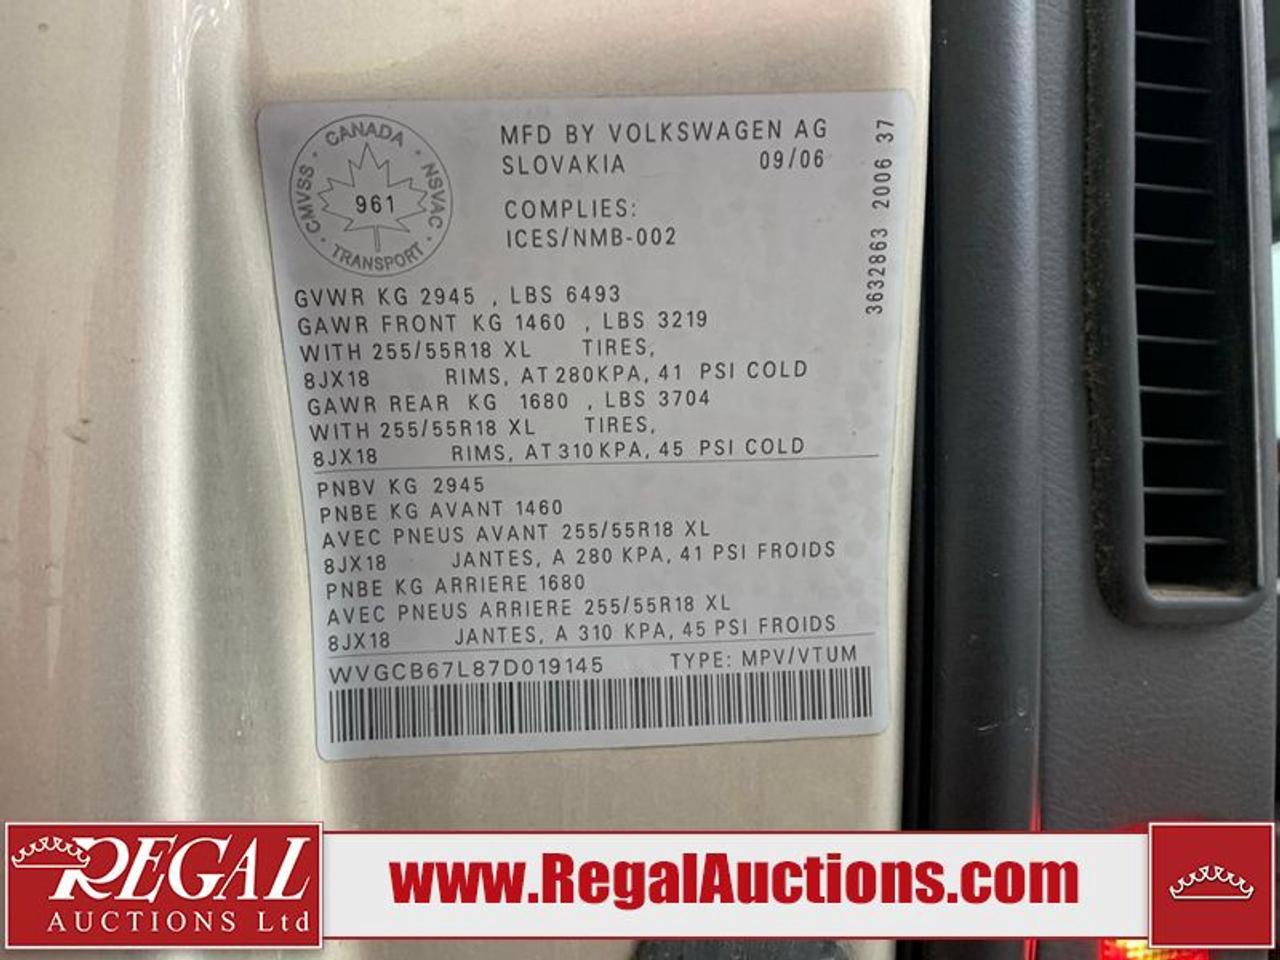 CANADA
CMVSS
NSVAC
961
TRANSPORT
MFD BY VOLKSWAGEN AG
SLOVAKIA 09/06
COMPLIES:
ICES/NMB-002
3632863 2006 37
GVWR KG 2945 , LBS 6493
GAWR FRONT KG 1460 , LBS 3219
WITH 255/55R18 XL TIRES,
8JX18 RIMS, AT 280KPA, 41 PSI COLD
GAWR REAR KG 1680 , LBS 3704
WITH 255/55R18 XL TIRES,
8JX18 RIMS, AT 310 KPA, 45 PSI COLD
PNBV KG 2945
PNBE KG AVANT 1460
AVEC PNEUS AVANT 255/55R18 XL
8JX18 JANTES, A 280 KPA, 41 PSI FROIDS
PNBE KG ARRIERE 1680
AVEC PNEUS ARRIERE 255/55R18 XL
8JX18 JANTES, A 310 KPA, 45 PSI FROIDS
WVGCB67L87D019145 TYPE: MPV/VTUM
REGAL
AUCTIONS Ltd
www.RegalAuctions.com